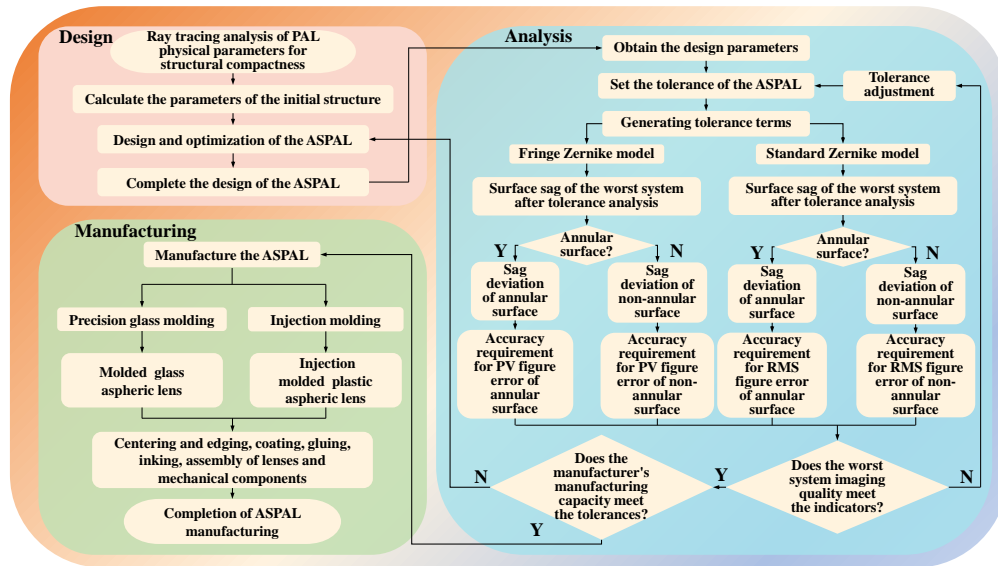 Design
Ray tracing analysis of PAL
physical parameters for
structural compactness
Calculate the parameters of the initial structure
Design and optimization of the ASPAL
Complete the design of the ASPAL
Manufacturing
Manufacture the ASPAL
Precision glass molding
Injection molding
Molded glass
aspheric lens
Injection
molded plastic
aspheric lens
Centering and edging, coating, gluing,
inking, assembly of lenses and
mechanical components
Completion of ASPAL
manufacturing
Analysis
Obtain the design parameters
Set the tolerance of the ASPAL
Tolerance
adjustment
Generating tolerance terms
Fringe Zernike model
Standard Zernike model
Surface sag of the worst system
after tolerance analysis
Surface sag of the worst system
after tolerance analysis
Annular
surface?
Y
N
Annular
surface?
Y
N
Sag
deviation
of annular
surface
Sag
deviation of
non-annular
surface
Sag
deviation
of annular
surface
Sag
deviation of
non-annular
surface
Accuracy
requirement
for PV figure
error of
annular
surface
Accuracy
requirement
for PV figure
error of non-
annular
surface
Accuracy
requirement
for RMS
figure error
of annular
surface
Accuracy
requirement
for RMS figure
error of non-
annular
surface
Does the
manufacturer's
manufacturing
capacity meet
the tolerances?
N
Y
Y
Does the worst
system imaging
quality meet
the indicators?
N